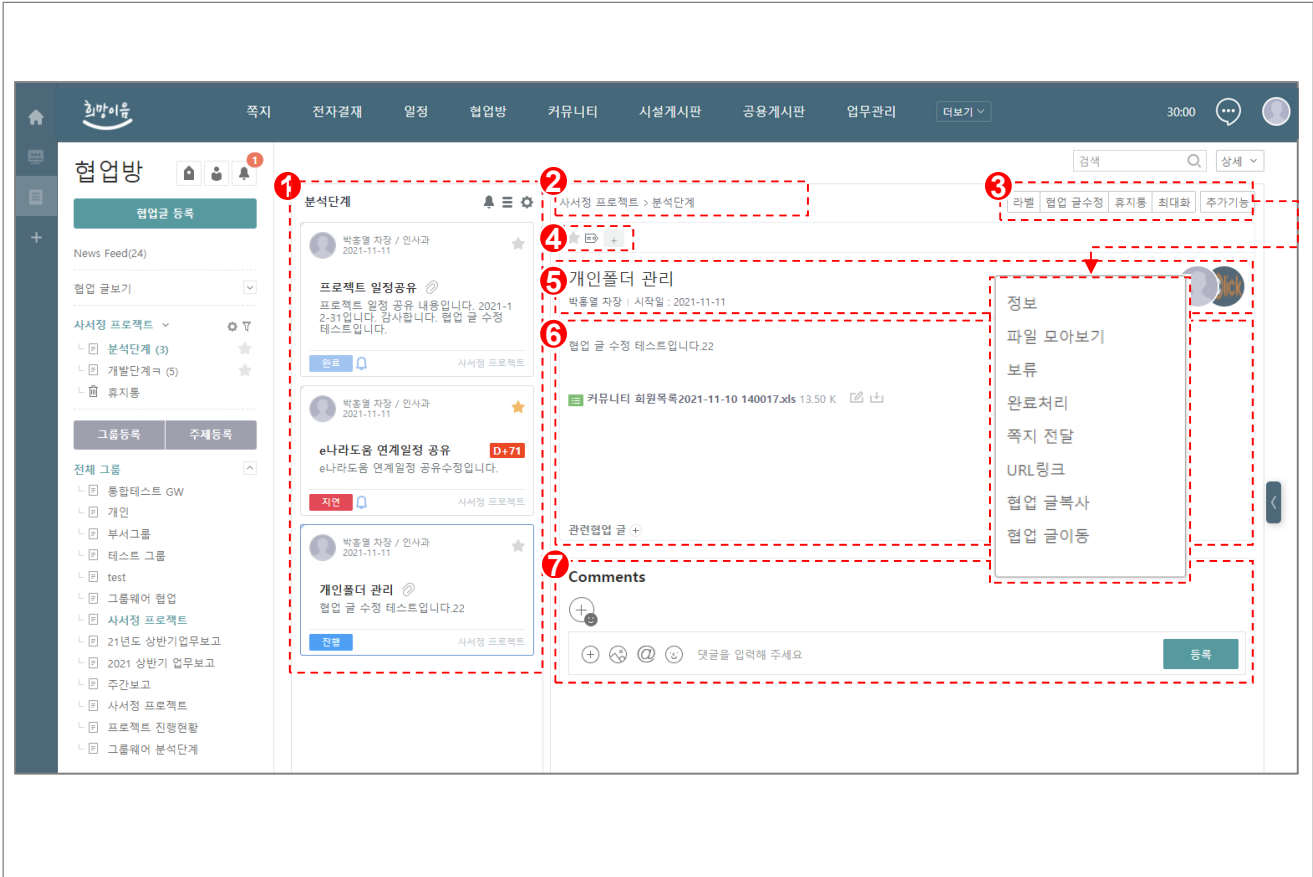 희망이음
쪽지
전자결재
일정
협업방
커뮤니티
시설게시판
공용게시판
업무관리
더보기
30:00
협업방
1
검색
상세
협업글 등록
News Feed(24)
협업 글보기
사서정 프로젝트
분석단계 (3)
개발단계ㅋ (5)
휴지통
그룹등록
주제등록
전체 그룹
통합테스트 GW
개인
부서그룹
테스트 그룹
test
그룹웨어 협업
사서정 프로젝트
21년도 상반기업무보고
2021 상반기 업무보고
주간보고
사서정 프로젝트
프로젝트 진행현황
그룹웨어 분석단계
1
분석단계
박홍열 차장 / 인사과
2021-11-11
프로젝트 일정공유
프로젝트 일정 공유 내용입니다. 2021-1
2-31입니다. 감사합니다. 협업 글 수정
테스트입니다.
완료
사서정 프로젝트
박홍열 차장 / 인사과
2021-11-11
e나라도움 연계일정 공유
D+71
e나라도움 연계일정 공유수정입니다.
지연
사서정 프로젝트
박홍열 차장 / 인사과
2021-11-11
개인폴더 관리
협업 글 수정 테스트입니다.22
진행
사서정 프로젝트
2
사서정 프로젝트 > 분석단계
3
라벨
협업 글수정
휴지통
최대화
추가기능
4
+
5
개인폴더 관리
박홍열 차장
시작일 : 2021-11-11
Click
6
협업 글 수정 테스트입니다.22
커뮤니티 회원목록2021-11-10 140017.xls 13.50 K
관련협업 글
정보
파일 모아보기
보류
완료처리
쪽지 전달
URL링크
협업 글복사
협업 글이동
7
Comments
@
댓글을 입력해 주세요
등록